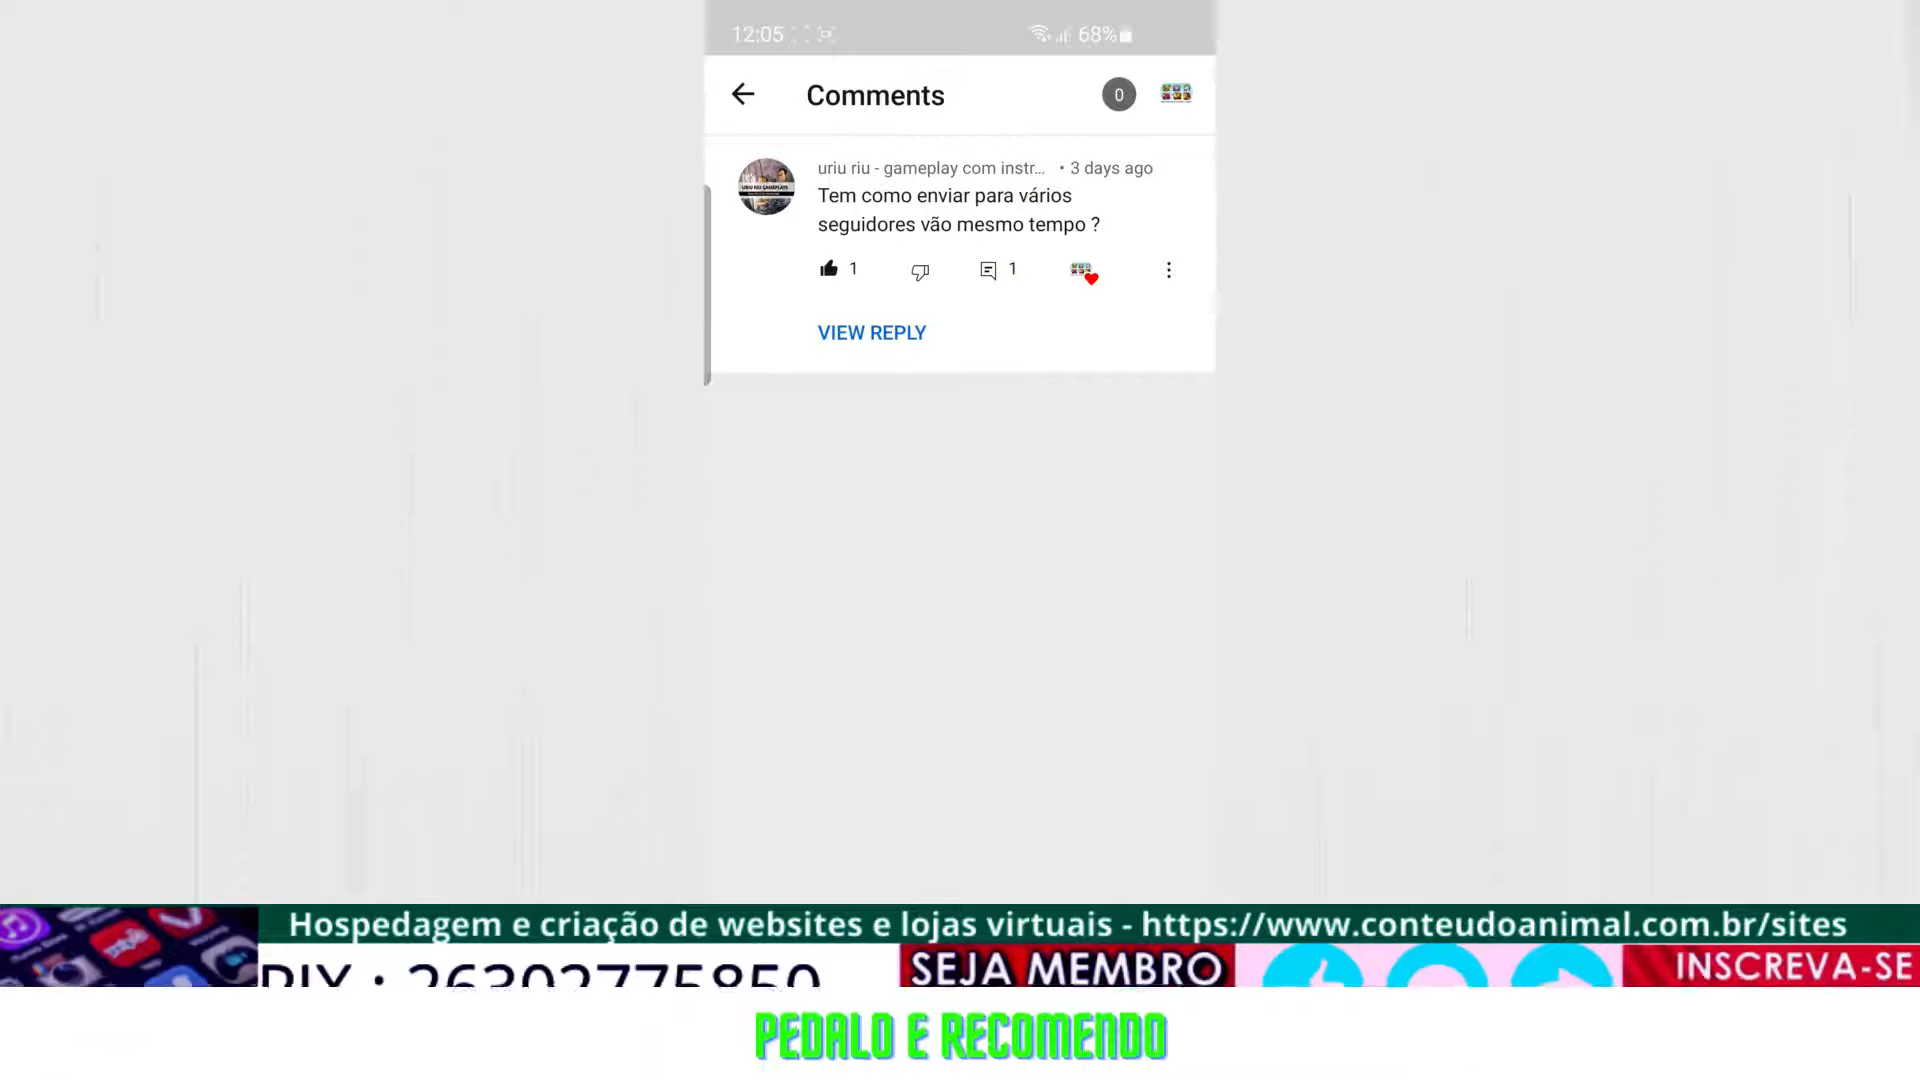 12:05
68%
Comments
0
uriu riu - gameplay com instr... • 3 days ago
Tem como enviar para vários
seguidores vão mesmo tempo ?
1
1
VIEW REPLY
Hospedagem e criação de websites e lojas virtuais - https://www.conteudoanimal.com.br/sites
PIX : 26302775850
SEJA MEMBRO
INSCREVA-SE
PEDALO E RECOMENDO